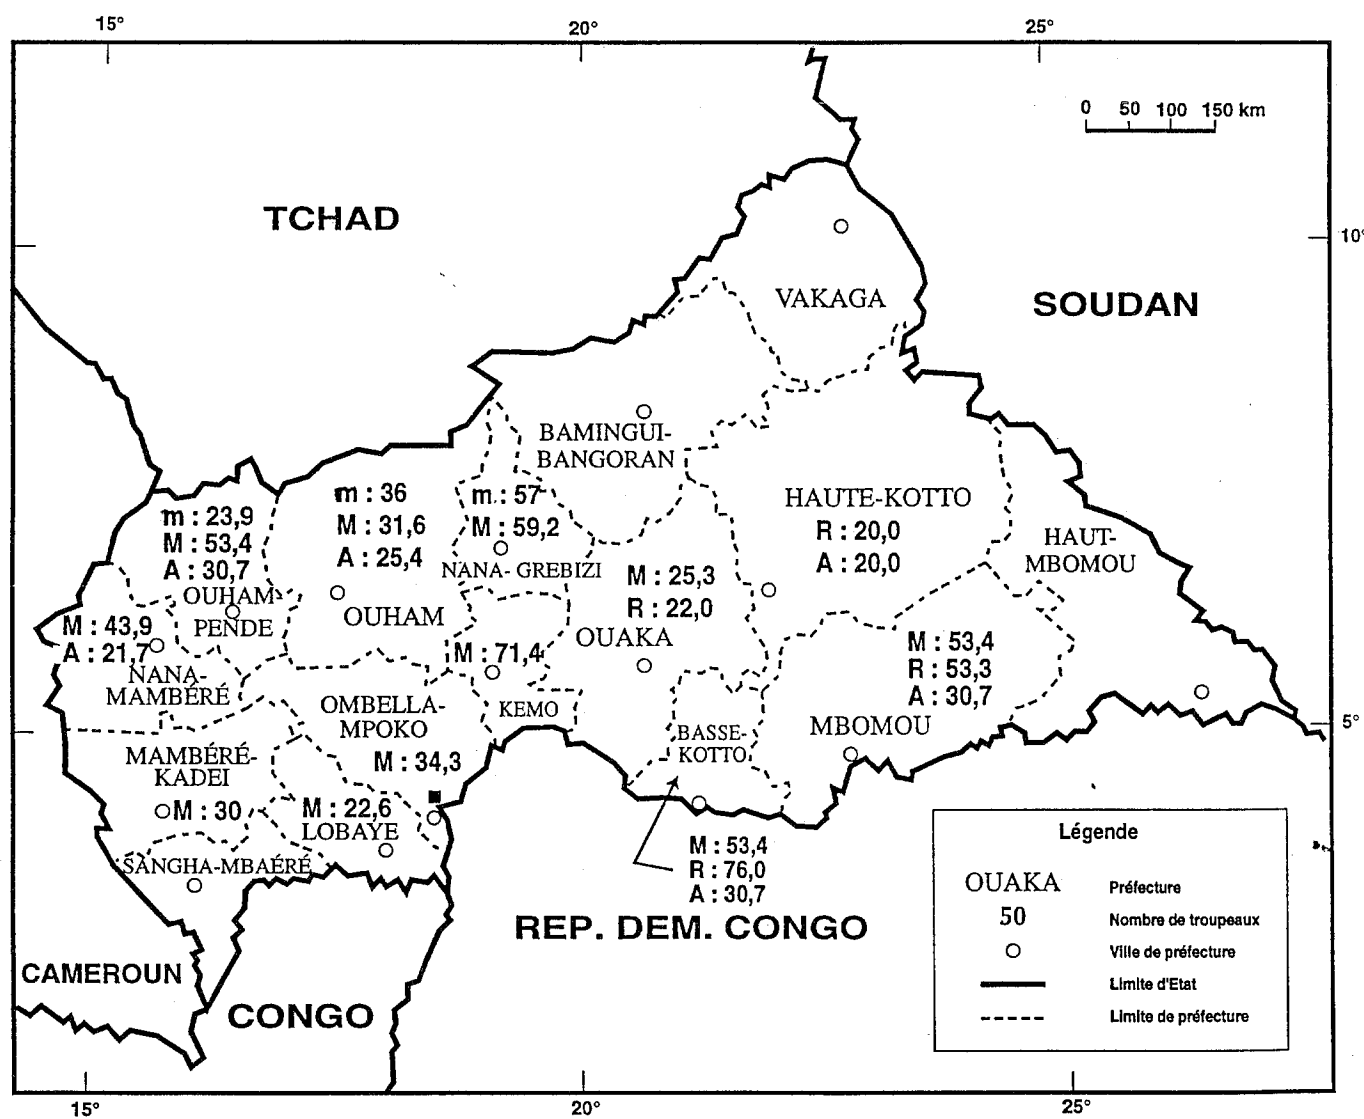 15°
20°
25°
0 50 100 150 km
TCHAD
10°
VAKAGA
SOUDAN
BAMINGUI-
BANGORAN
m : 36
M : 31,6
A : 25,4
m : 57
M : 59,2
HAUTE-KOTTO
R : 20,0
A : 20,0
m : 23,9
M : 53,4
A : 30,7
HAUT-
MBOMOU
NANA- GREBIZI
M : 25,3
R : 22,0
OUHAM
PENDE
OUHAM
OUAKA
M : 43,9
A : 21,7
M : 71,4
M : 53,4
R : 53,3
A : 30,7
NANA-
MAMBÉRÉ
OMBELLA-
MPOKO
KEMO
MBOMOU
5°
BASSE-
KOTTO
MAMBÉRÉ-
KADEI
M : 34,3
M : 30
M : 22,6
LOBAYE
SANGHA-MBAÉRÉ
M : 53,4
R : 76,0
A : 30,7
REP. DEM. CONGO
CAMEROUN
CONGO
Légende
OUAKA Préfecture
50 Nombre de troupeaux
Ville de préfecture
Limite d'Etat
Limite de préfecture
15°
20°
25°